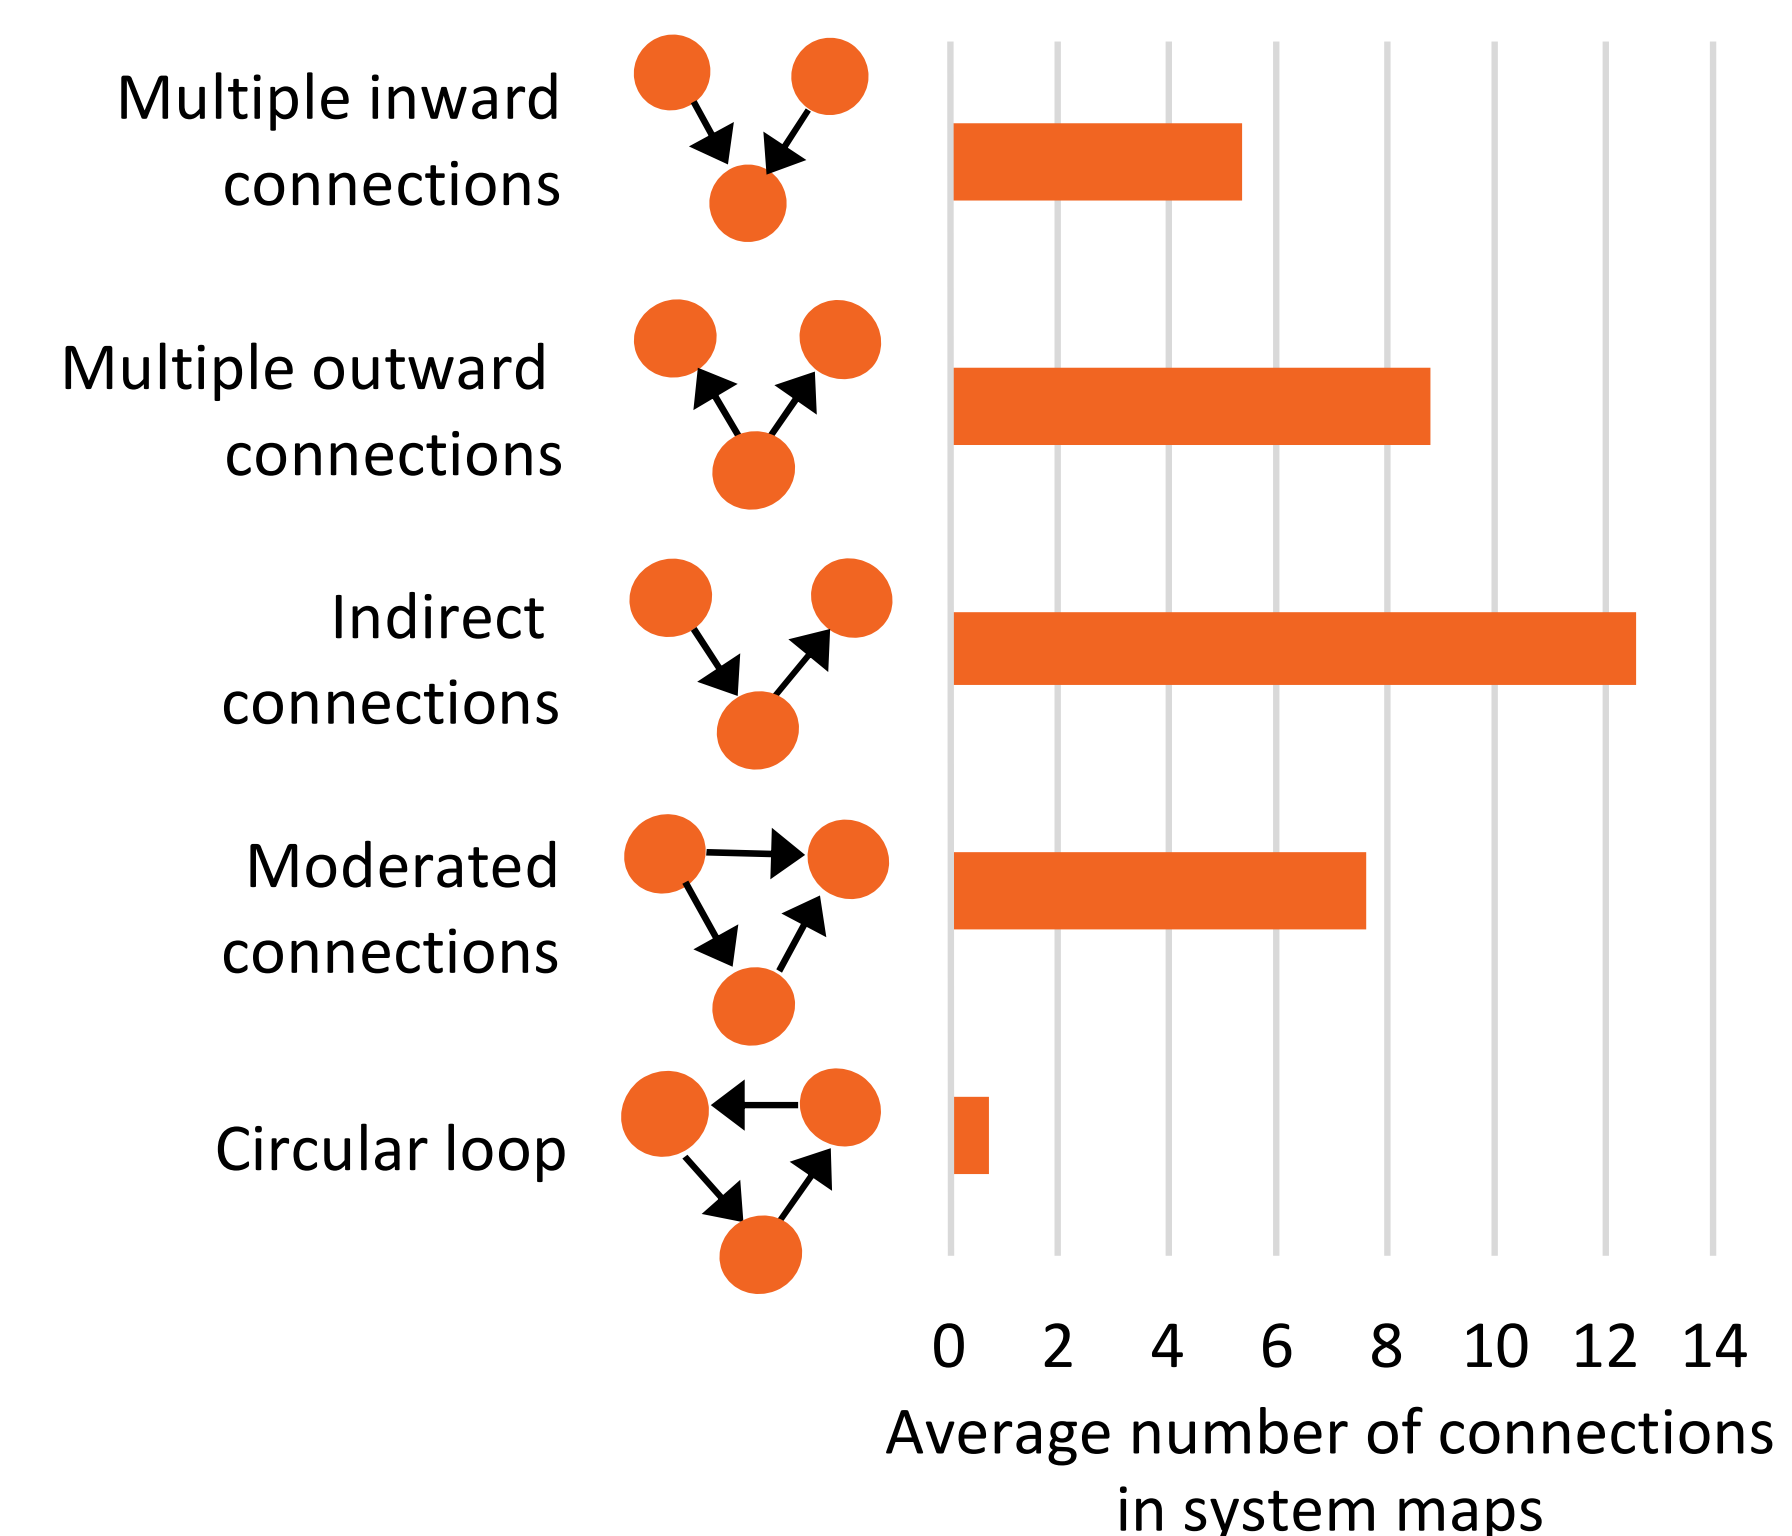 Multiple inward
connections
Multiple outward
connections
Indirect
connections
Moderated
connections
Circular loop
0 2 4 6 8 10 12 14
Average number of connections
in system maps